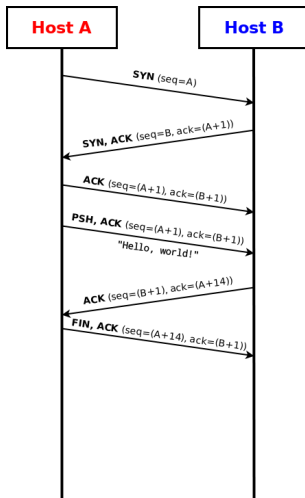 Host A
Host B
SYN (seq=A)
SYN, ACK (seq=B, ack=(A+1))
ACK (seq=(A+1), ack=(B+1))
PSH, ACK (seq=(A+1), ack=(B+1))
"Hello, world!"
ACK (seq=(B+1), ack=(A+14))
FIN, ACK (seq=(A+14), ack=(B+1))